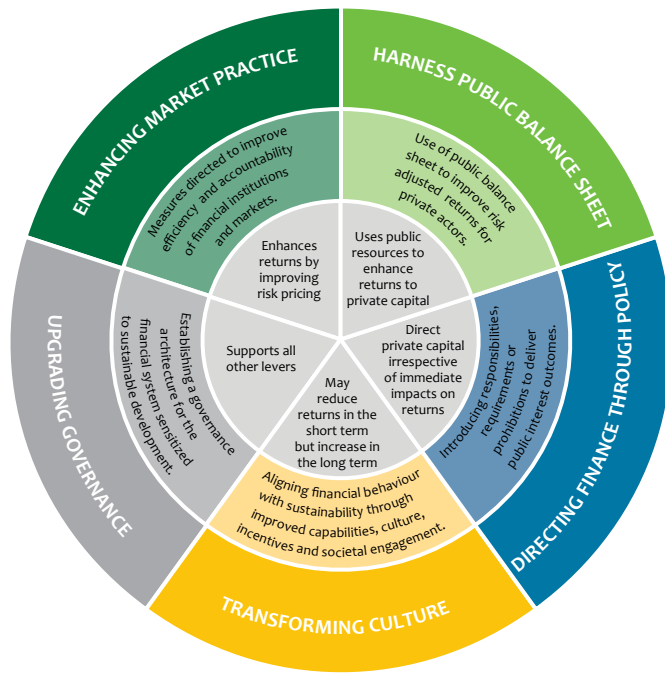 ENHANCING MARKET PRACTICE
Measures directed to improve
efficiency and accountability
of financial institutions
and markets.
Enhances
returns by
improving
risk pricing
HARNESS PUBLIC BALANCE SHEET
Use of public balance
sheet to improve risk
adjusted returns for
private actors.
Uses public
resources to
enhance
returns to
private capital
DIRECTING FINANCE THROUGH POLICY
Introducing responsibilities,
requirements or
prohibitions to deliver
public interest outcomes.
Direct
private capital
irrespective
of immediate
impacts on
returns
TRANSFORMING CULTURE
Aligning financial behaviour
with sustainability through
improved capabilities, culture,
incentives and societal engagement.
May
reduce
returns in the
short term
but increase in
the long term
UPGRADING GOVERNANCE
Establishing a governance
architecture for the
financial system sensitized
to sustainable development.
Supports all
other levers